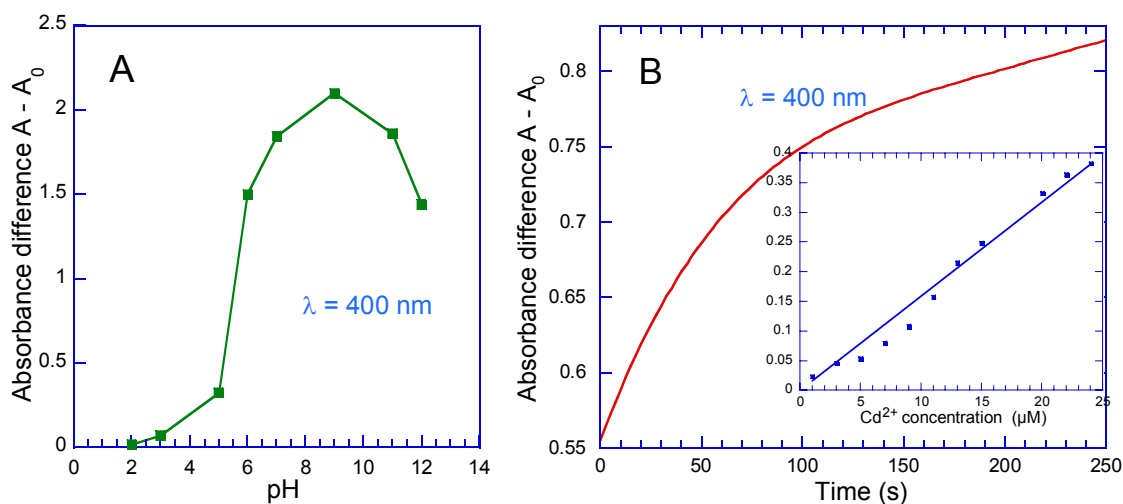 A
Absorbance difference A - A0
2.5
2
1.5
1
0.5
0
λ = 400 nm
0 2 4 6 8 10 12 14
pH
B
Absorbance difference A - A0
0.8
0.75
0.7
0.65
0.6
0.55
λ = 400 nm
0.4
0.35
0.3
0.25
0.2
0.15
0.1
0.05
0
0 5 10 15 20 25
Cd²⁺ concentration (µM)
0 50 100 150 200 250
Time (s)